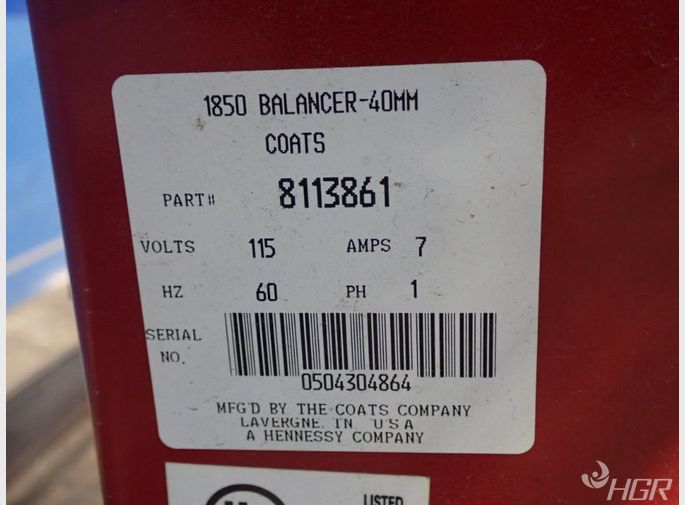 1850 BALANCER-40MM
COATS
PART# 8113861
VOLTS 115 AMPS 7
HZ 60 PH 1
SERIAL
NO.
0504304864
MFG'D BY THE COATS COMPANY
LAVERGNE, TN U S A
A HENNESSY COMPANY
LISTED
HGR